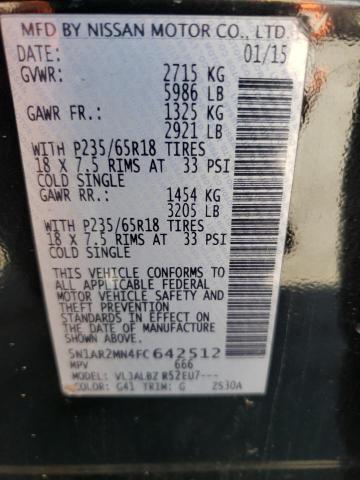 MFD BY NISSAN MOTOR CO., LTD.
DATE: 01/15
GVWR: 2715 KG
5986 LB
GAWR FR.: 1325 KG
2921 LB
WITH P235/65R18 TIRES
18 X 7.5 RIMS AT 33 PSI
COLD SINGLE
GAWR RR.: 1454 KG
3205 LB
WITH P235/65R18 TIRES
18 X 7.5 RIMS AT 33 PSI
COLD SINGLE
THIS VEHICLE CONFORMS TO
ALL APPLICABLE FEDERAL
MOTOR VEHICLE SAFETY
STANDARDS IN EFFECT ON
THE DATE OF MANUFACTURE
SHOWN ABOVE.
5N1AR2MN4FC642512
MPV 666
MODEL: VL3ALBZ R52EU7---
COLOR: G41 TRIM: G 2S30A